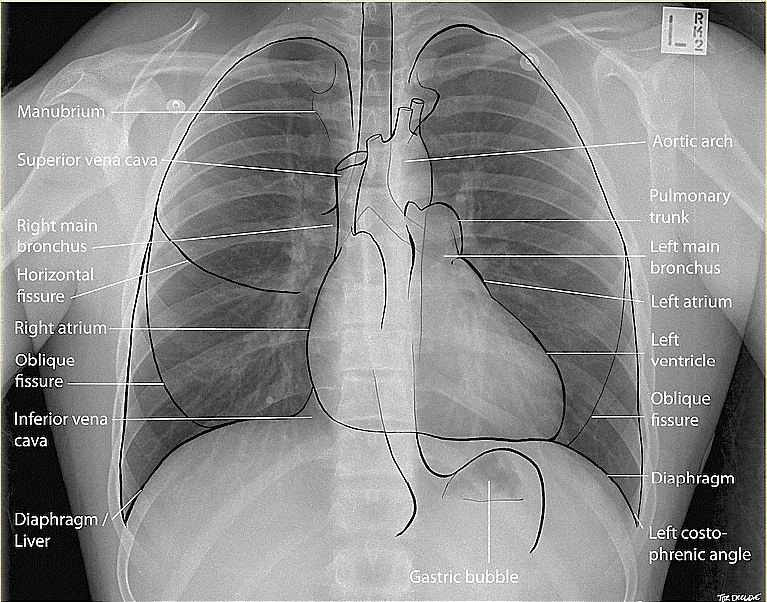 L
RM2
Manubrium
Superior vena cava
Right main
bronchus
Horizontal
fissure
Right atrium
Oblique
fissure
Inferior vena
cava
Diaphragm /
Liver
Aortic arch
Pulmonary
trunk
Left main
bronchus
Left atrium
Left
ventricle
Oblique
fissure
Diaphragm
Left costo-
phrenic angle
Gastric bubble